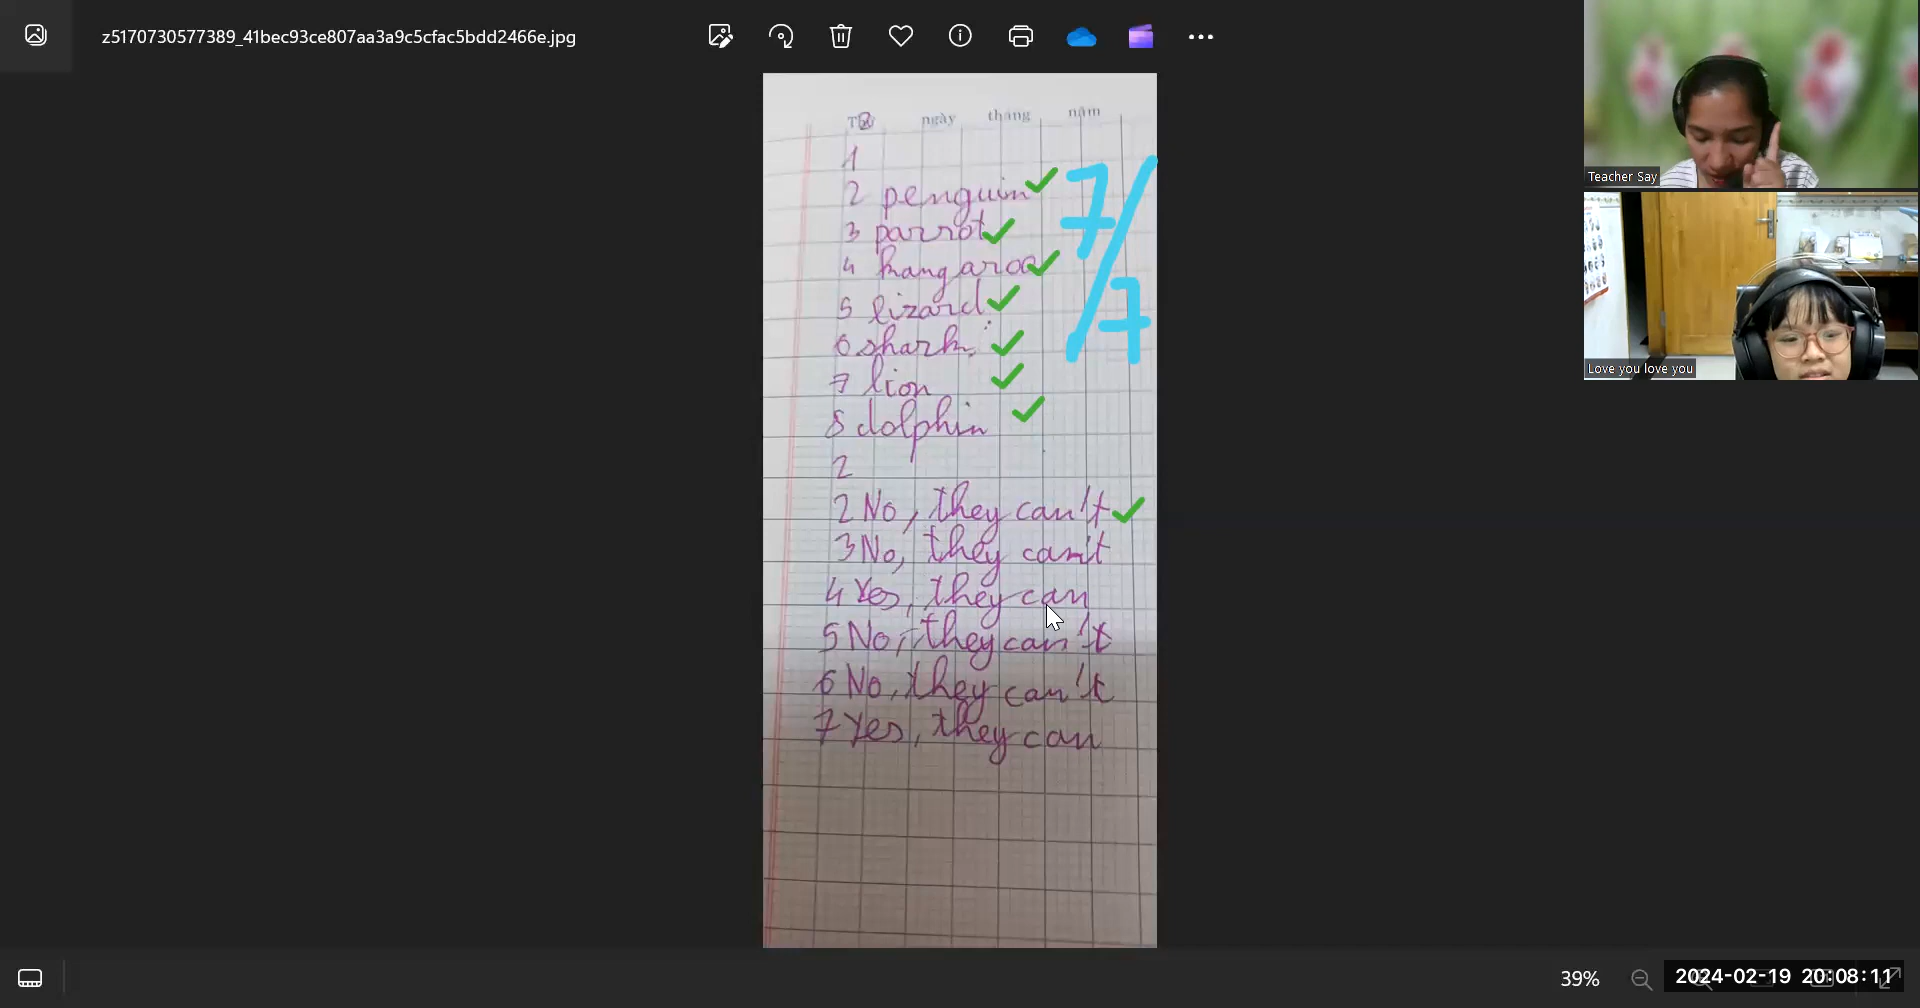 z5170730577389_41bec93ce807aa3a9c5cfac5bdd2466e.jpg
Teacher Say
Love you love you
Thứ ngày tháng năm
1
2 penguin
3 parrot
4 kangaroo
5 lizard
6 shark
7 lion
8 dolphin
7/7
2
2 No, they can't
3 No, they can't
4 Yes, they can
5 No, they can't
6 No, they can't
7 Yes, they can
39%
2024-02-19 20:08:11